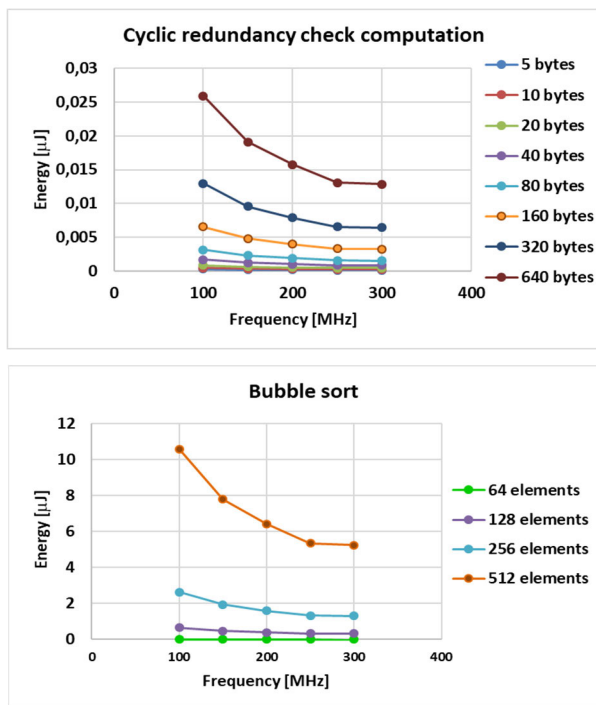 Cyclic redundancy check computation
0,03
0,025
0,02
0,015
0,01
0,005
0
Energy [µJ]
0 100 200 300 400
Frequency [MHz]
5 bytes
10 bytes
20 bytes
40 bytes
80 bytes
160 bytes
320 bytes
640 bytes
Bubble sort
12
10
8
6
4
2
0
Energy [µJ]
0 100 200 300 400
Frequency [MHz]
64 elements
128 elements
256 elements
512 elements